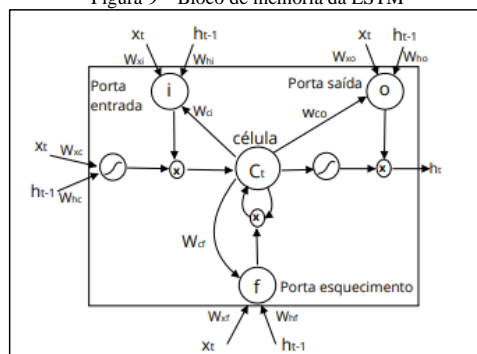 Figura 9 – Bloco de memória da LSTM
xt ht-1 xt ht-1
Wxi Whi Wxo Who
Porta entrada i Porta saída o
Wci célula wco
xt Wxc x Ct x ht
ht-1 Whc x
Wcf
f Porta esquecimento
Wxf Whf
xt ht-1